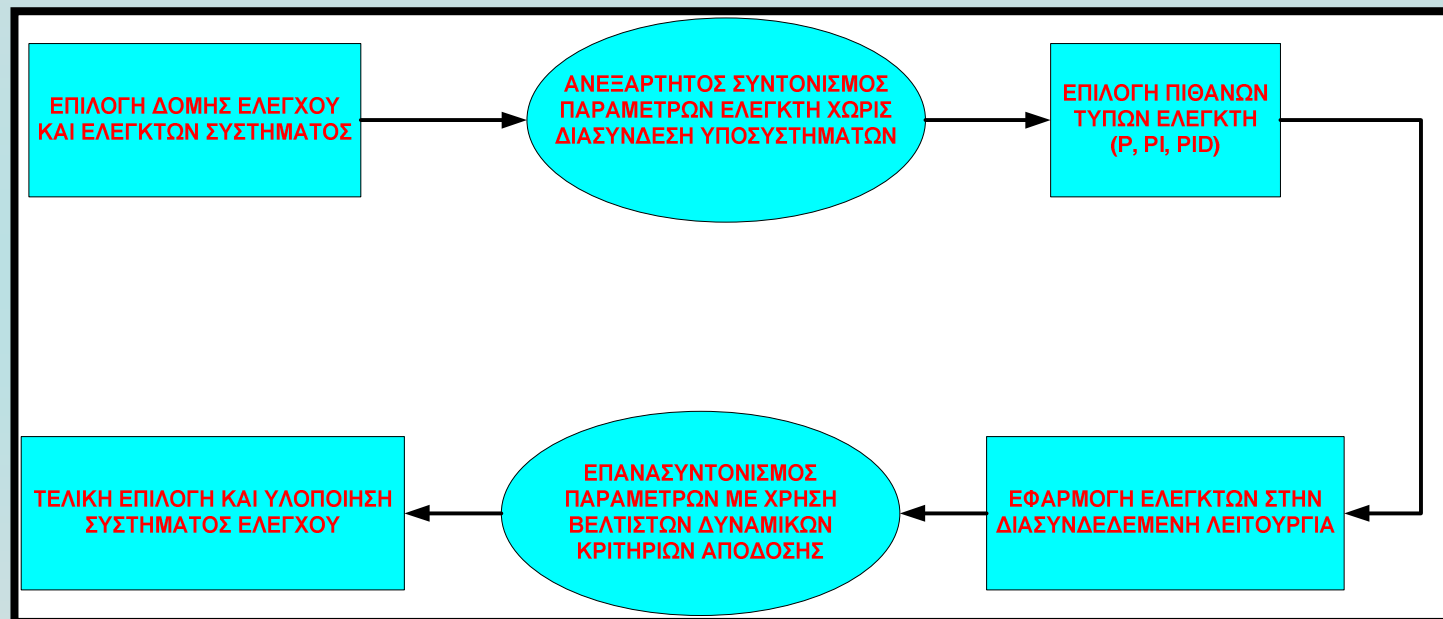 ΕΠΙΛΟΓΗ ΔΟΜΗΣ ΕΛΕΓΧΟΥ
ΚΑΙ ΕΛΕΓΚΤΩΝ ΣΥΣΤΗΜΑΤΟΣ
ΑΝΕΞΑΡΤΗΤΟΣ ΣΥΝΤΟΝΙΣΜΟΣ
ΠΑΡΑΜΕΤΡΩΝ ΕΛΕΓΚΤΗ ΧΩΡΙΣ
ΔΙΑΣΥΝΔΕΣΗ ΥΠΟΣΥΣΤΗΜΑΤΩΝ
ΕΠΙΛΟΓΗ ΠΙΘΑΝΩΝ
ΤΥΠΩΝ ΕΛΕΓΚΤΗ
(P, PI, PID)
ΕΦΑΡΜΟΓΗ ΕΛΕΓΚΤΩΝ ΣΤΗΝ
ΔΙΑΣΥΝΔΕΔΕΜΕΝΗ ΛΕΙΤΟΥΡΓΙΑ
ΕΠΑΝΑΣΥΝΤΟΝΙΣΜΟΣ
ΠΑΡΑΜΕΤΡΩΝ ΜΕ ΧΡΗΣΗ
ΒΕΛΤΙΣΤΩΝ ΔΥΝΑΜΙΚΩΝ
ΚΡΙΤΗΡΙΩΝ ΑΠΟΔΟΣΗΣ
ΤΕΛΙΚΗ ΕΠΙΛΟΓΗ ΚΑΙ ΥΛΟΠΟΙΗΣΗ
ΣΥΣΤΗΜΑΤΟΣ ΕΛΕΓΧΟΥ